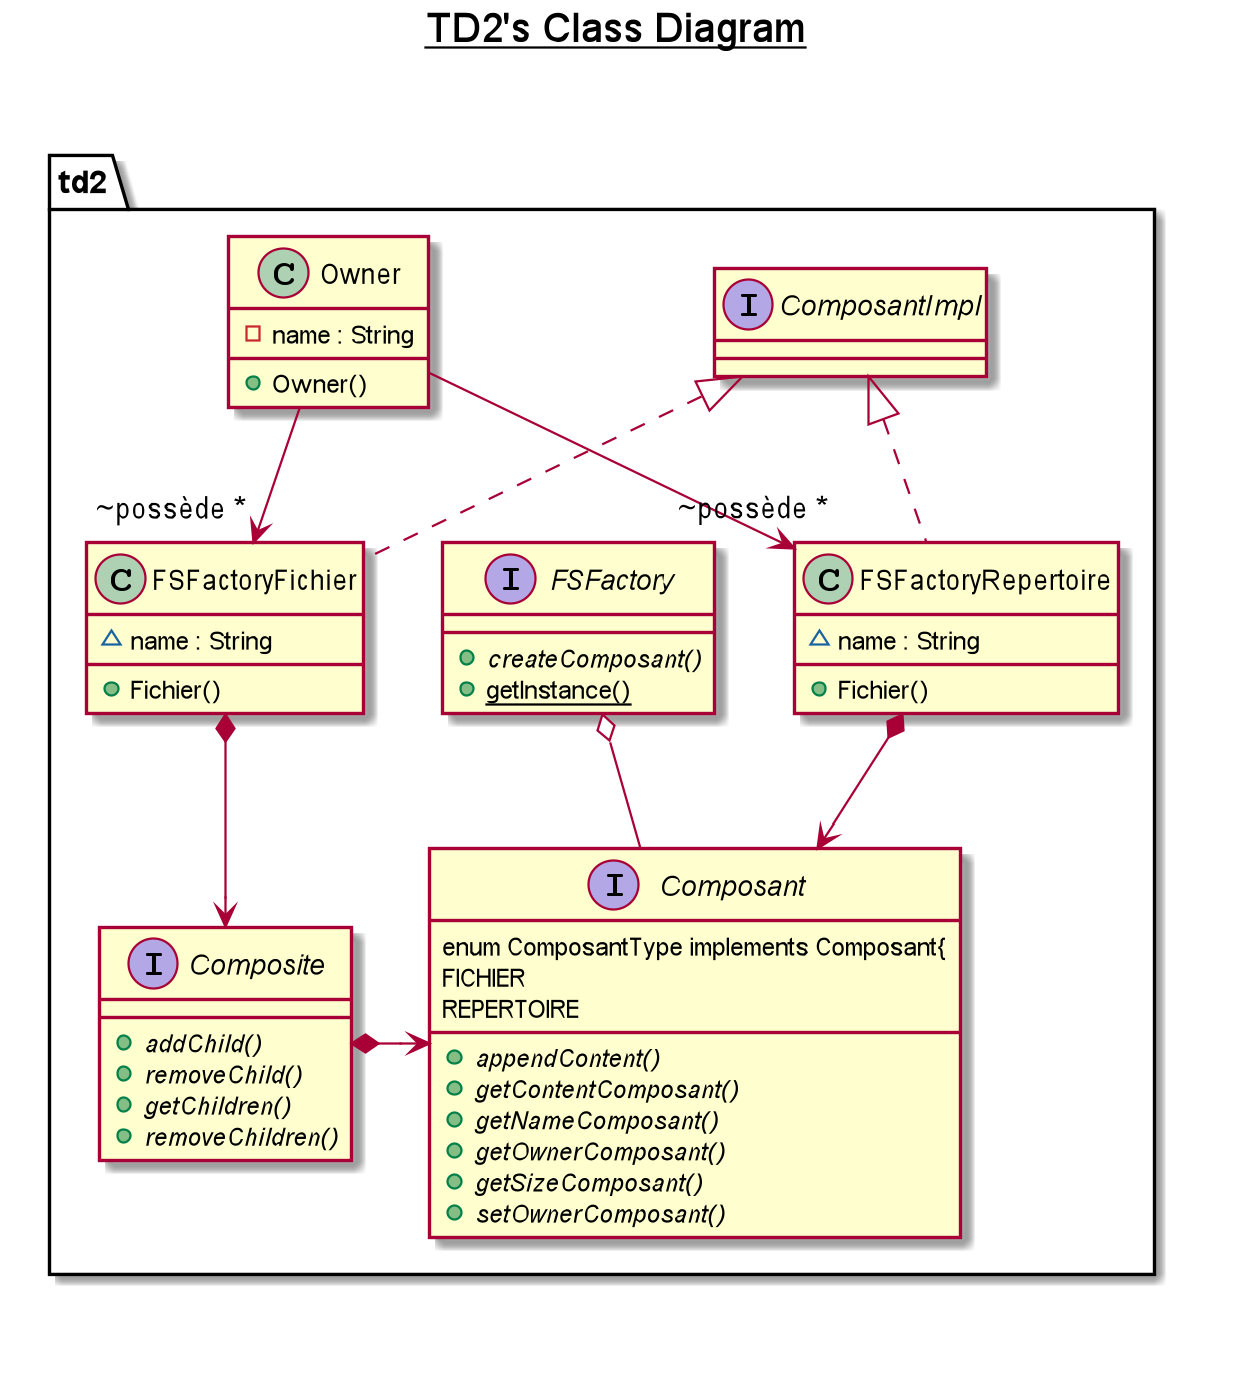 TD2's Class Diagram
td2
C Owner
name : String
Owner()
I ComposantImpl
~possède *
~possède *
C FSFactoryFichier
name : String
Fichier()
I FSFactory
createComposant()
getInstance()
C FSFactoryRepertoire
name : String
Fichier()
I Composite
addChild()
removeChild()
getChildren()
removeChildren()
I Composant
enum ComposantType implements Composant{
FICHIER
REPERTOIRE
appendContent()
getContentComposant()
getNameComposant()
getOwnerComposant()
getSizeComposant()
setOwnerComposant()